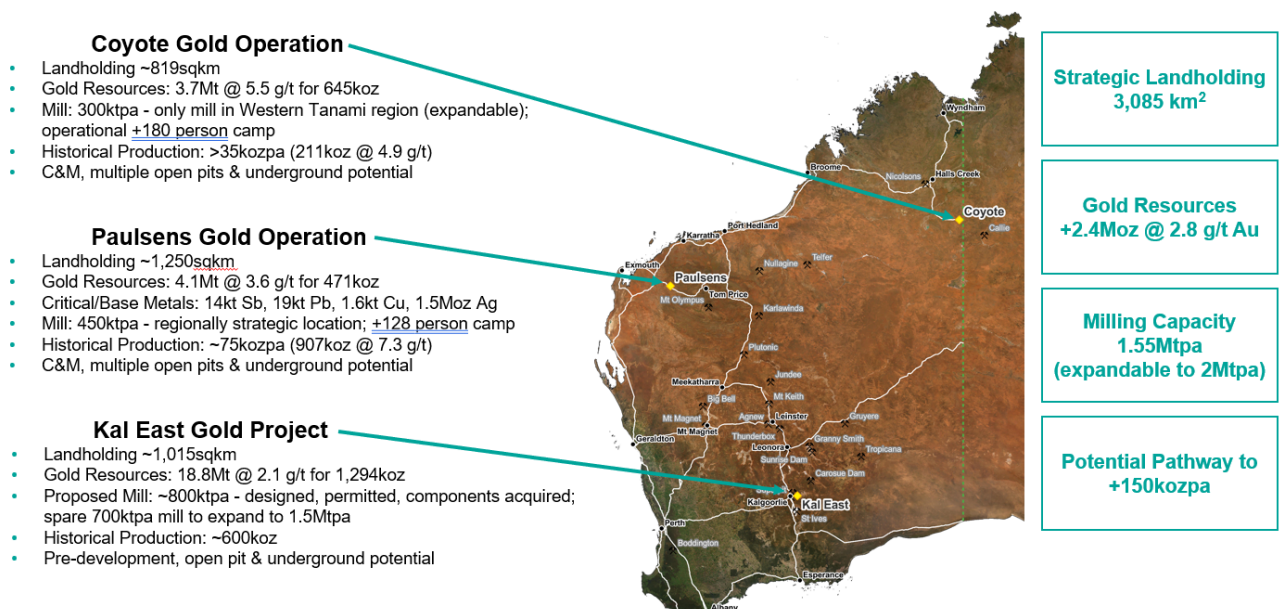 Coyote Gold Operation
• Landholding ~819sqkm
• Gold Resources: 3.7Mt @ 5.5 g/t for 645koz
• Mill: 300ktpa - only mill in Western Tanami region (expandable);
operational +180 person camp
• Historical Production: >35kozpa (211koz @ 4.9 g/t)
• C&M, multiple open pits & underground potential
Paulsens Gold Operation
• Landholding ~1,250sqkm
• Gold Resources: 4.1Mt @ 3.6 g/t for 471koz
• Critical/Base Metals: 14kt Sb, 19kt Pb, 1.6kt Cu, 1.5Moz Ag
• Mill: 450ktpa - regionally strategic location; +128 person camp
• Historical Production: ~75kozpa (907koz @ 7.3 g/t)
• C&M, multiple open pits & underground potential
Kal East Gold Project
• Landholding ~1,015sqkm
• Gold Resources: 18.8Mt @ 2.1 g/t for 1,294koz
• Proposed Mill: ~800ktpa - designed, permitted, components acquired;
spare 700ktpa mill to expand to 1.5Mtpa
• Historical Production: ~600koz
• Pre-development, open pit & underground potential
Wyndham
Broome
Nicolsons
Halls Creek
Coyote
Callie
Port Hedland
Karratha
Exmouth
Nullagine
Telfer
Paulsens
Tom Price
Mt Olympus
Karlawinda
Plutonic
Jundee
Meekatharra
Mt Keith
Big Bell
Mt Magnet
Agnew
Leinster
Gruyere
Mt Magnet
Thunderbox
Geraldton
Leonora
Granny Smith
Sunrise Dam
Tropicana
Carosue Dam
Kalgoorlie
Kal East
St Ives
Perth
Boddington
Esperance
Albany
Strategic Landholding
3,085 km²
Gold Resources
+2.4Moz @ 2.8 g/t Au
Milling Capacity
1.55Mtpa
(expandable to 2Mtpa)
Potential Pathway to
+150kozpa